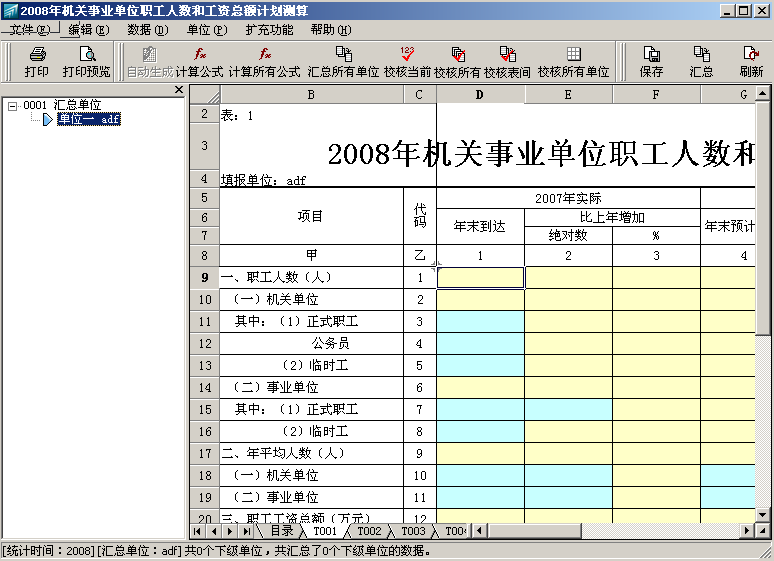 2008年机关事业单位职工人数和工资总额计划测算
文件(F) 编辑(E) 数据(D) 单位(P) 扩充功能 帮助(H)
打印 打印预览 自动生成 计算公式 计算所有公式 汇总所有单位 校核当前 校核所有 校核表间 校核所有单位 保存 汇总 刷新
0001 汇总单位
单位一 adf
B C D E F G
2 表：1
3 2008年机关事业单位职工人数和
4 填报单位：adf
5 2007年实际
项目 代码 年末到达 年末预计
6 比上年增加
7 绝对数 %
8 甲 乙 1 2 3 4
9 一、职工人数（人） 1
10 （一）机关单位 2
11 其中：（1）正式职工 3
12 公务员 4
13 （2）临时工 5
14 （二）事业单位 6
15 其中：（1）正式职工 7
16 （2）临时工 8
17 二、年平均人数（人） 9
18 （一）机关单位 10
19 （二）事业单位 11
20 三、职工工资总额（万元） 12
目录 T001 T002 T003 T004
[统计时间：2008][汇总单位：adf]共0个下级单位，共汇总了0个下级单位的数据。